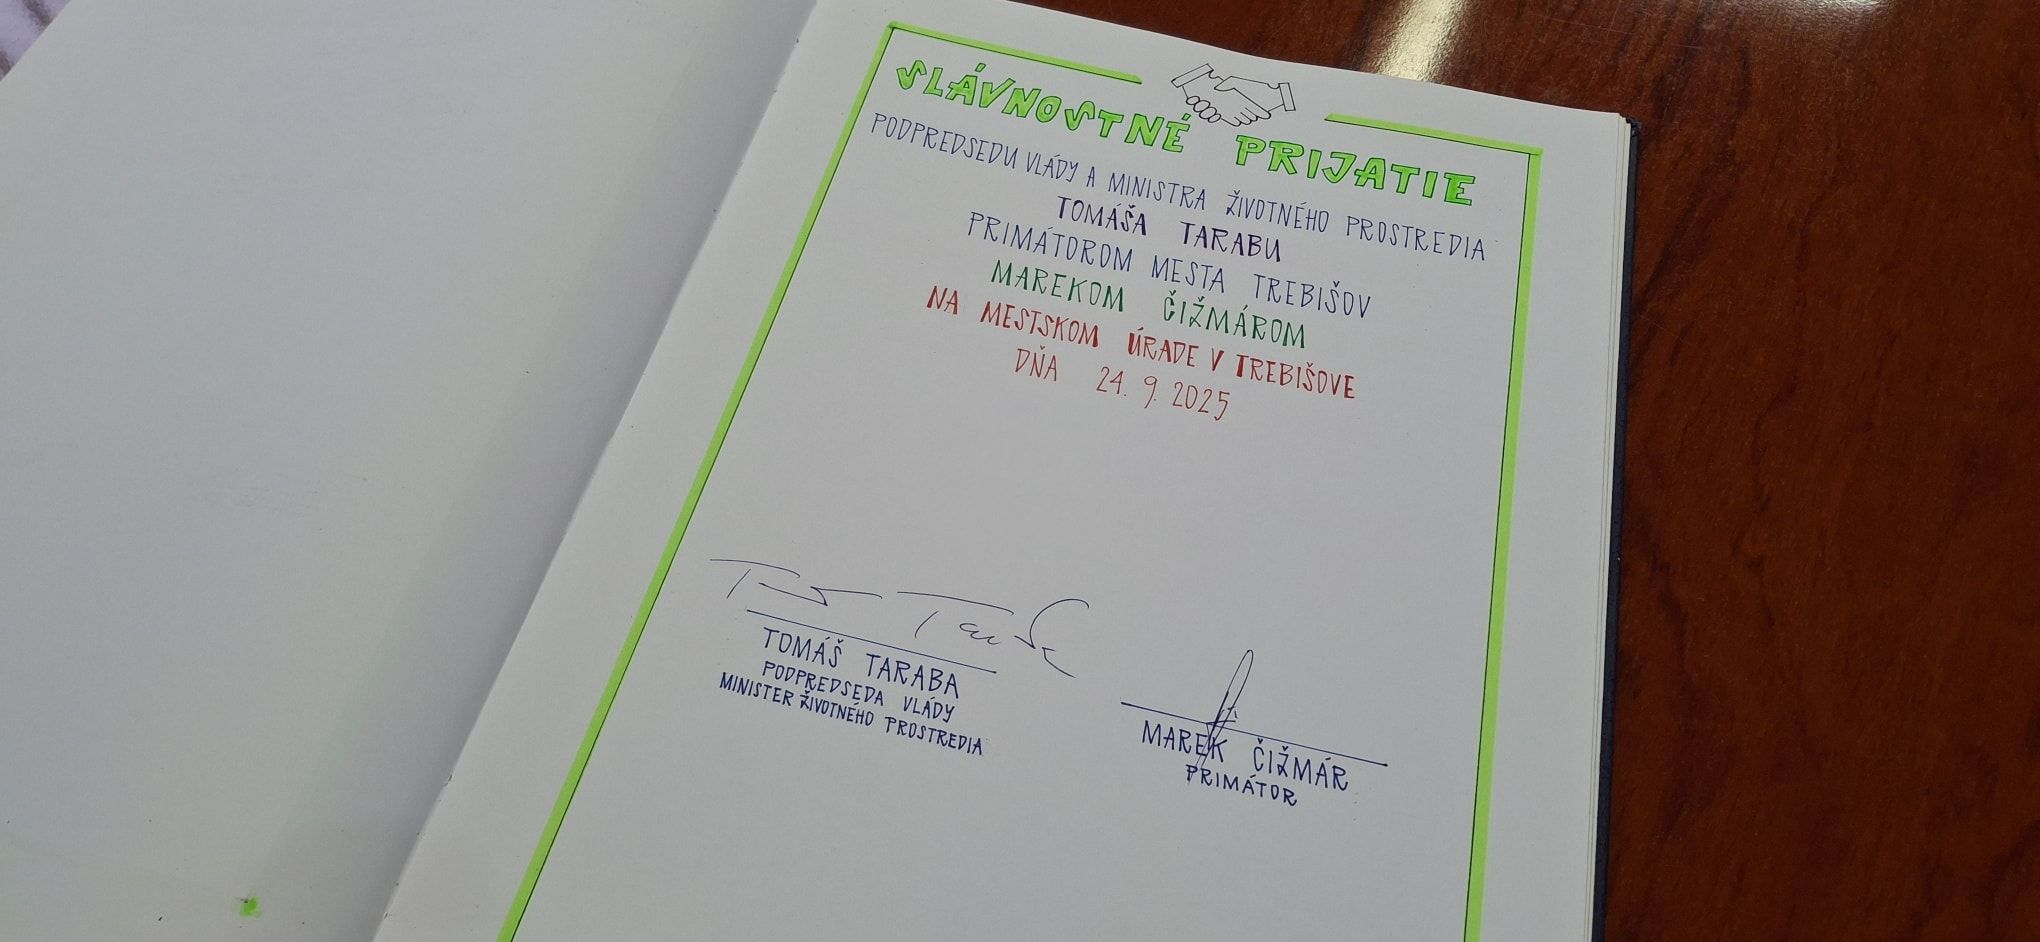 SLÁVNOSTNÉ PRIJATIE
PODPREDSEDU VLÁDY A MINISTRA ŽIVOTNÉHO PROSTREDIA
TOMÁŠA TARABU
PRIMÁTOROM MESTA TREBIŠOV
MAREKOM ČIŽMÁROM
NA MESTSKOM ÚRADE V TREBIŠOVE
DŇA 24. 9. 2025
TOMÁŠ TARABA
PODPREDSEDA VLÁDY
MINISTER ŽIVOTNÉHO PROSTREDIA
MAREK ČIŽMÁR
PRIMÁTOR